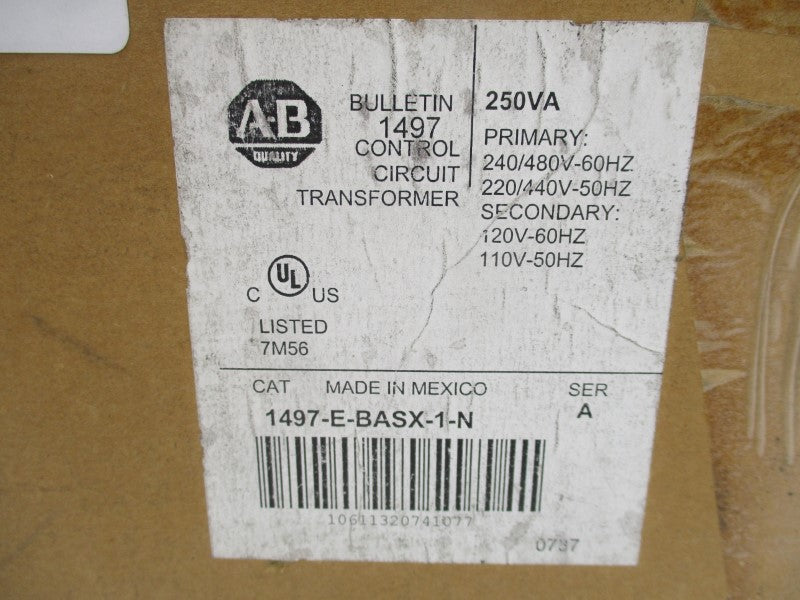 A-B
QUALITY
BULLETIN
1497
CONTROL
CIRCUIT
TRANSFORMER
250VA
PRIMARY:
240/480V-60HZ
220/440V-50HZ
SECONDARY:
120V-60HZ
110V-50HZ
C UL US
LISTED
7M56
CAT MADE IN MEXICO SER
1497-E-BASX-1-N A
10611320741077
0737